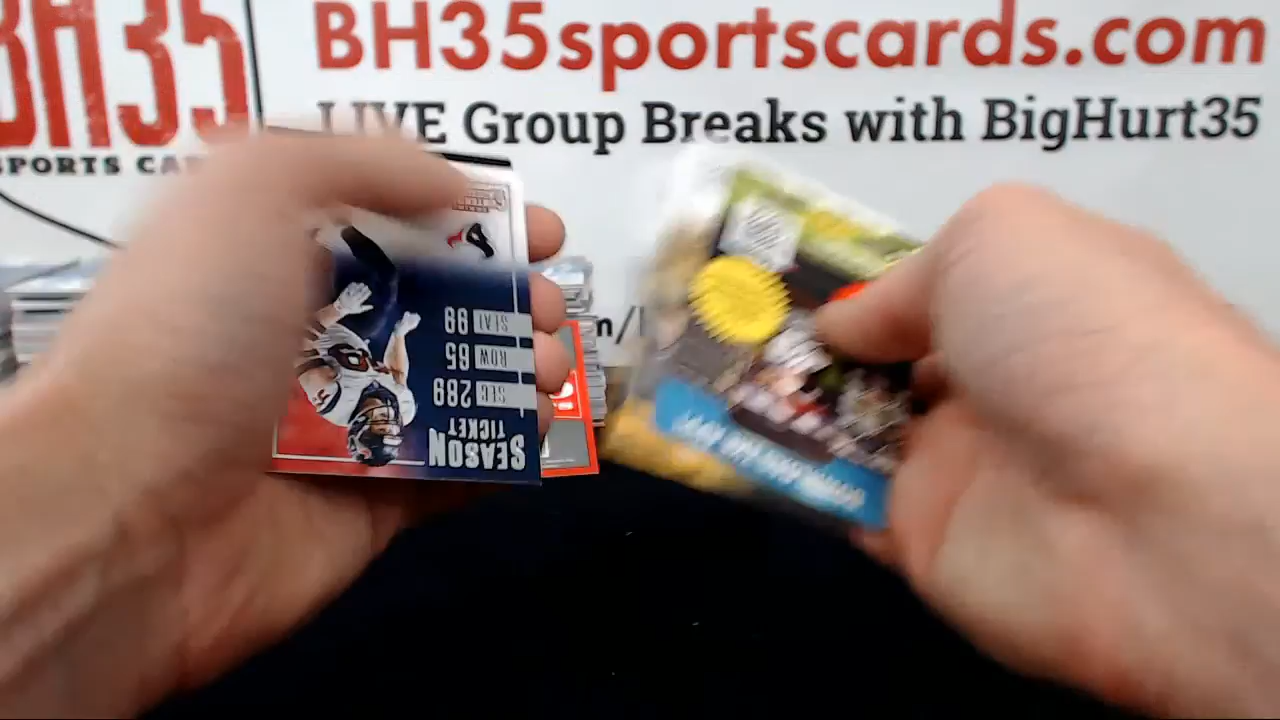 BH35
SPORTS CA
BH35sportscards.com
LIVE Group Breaks with BigHurt35
SEAT 99
ROW 65
SEC 289
SEASON
TICKET